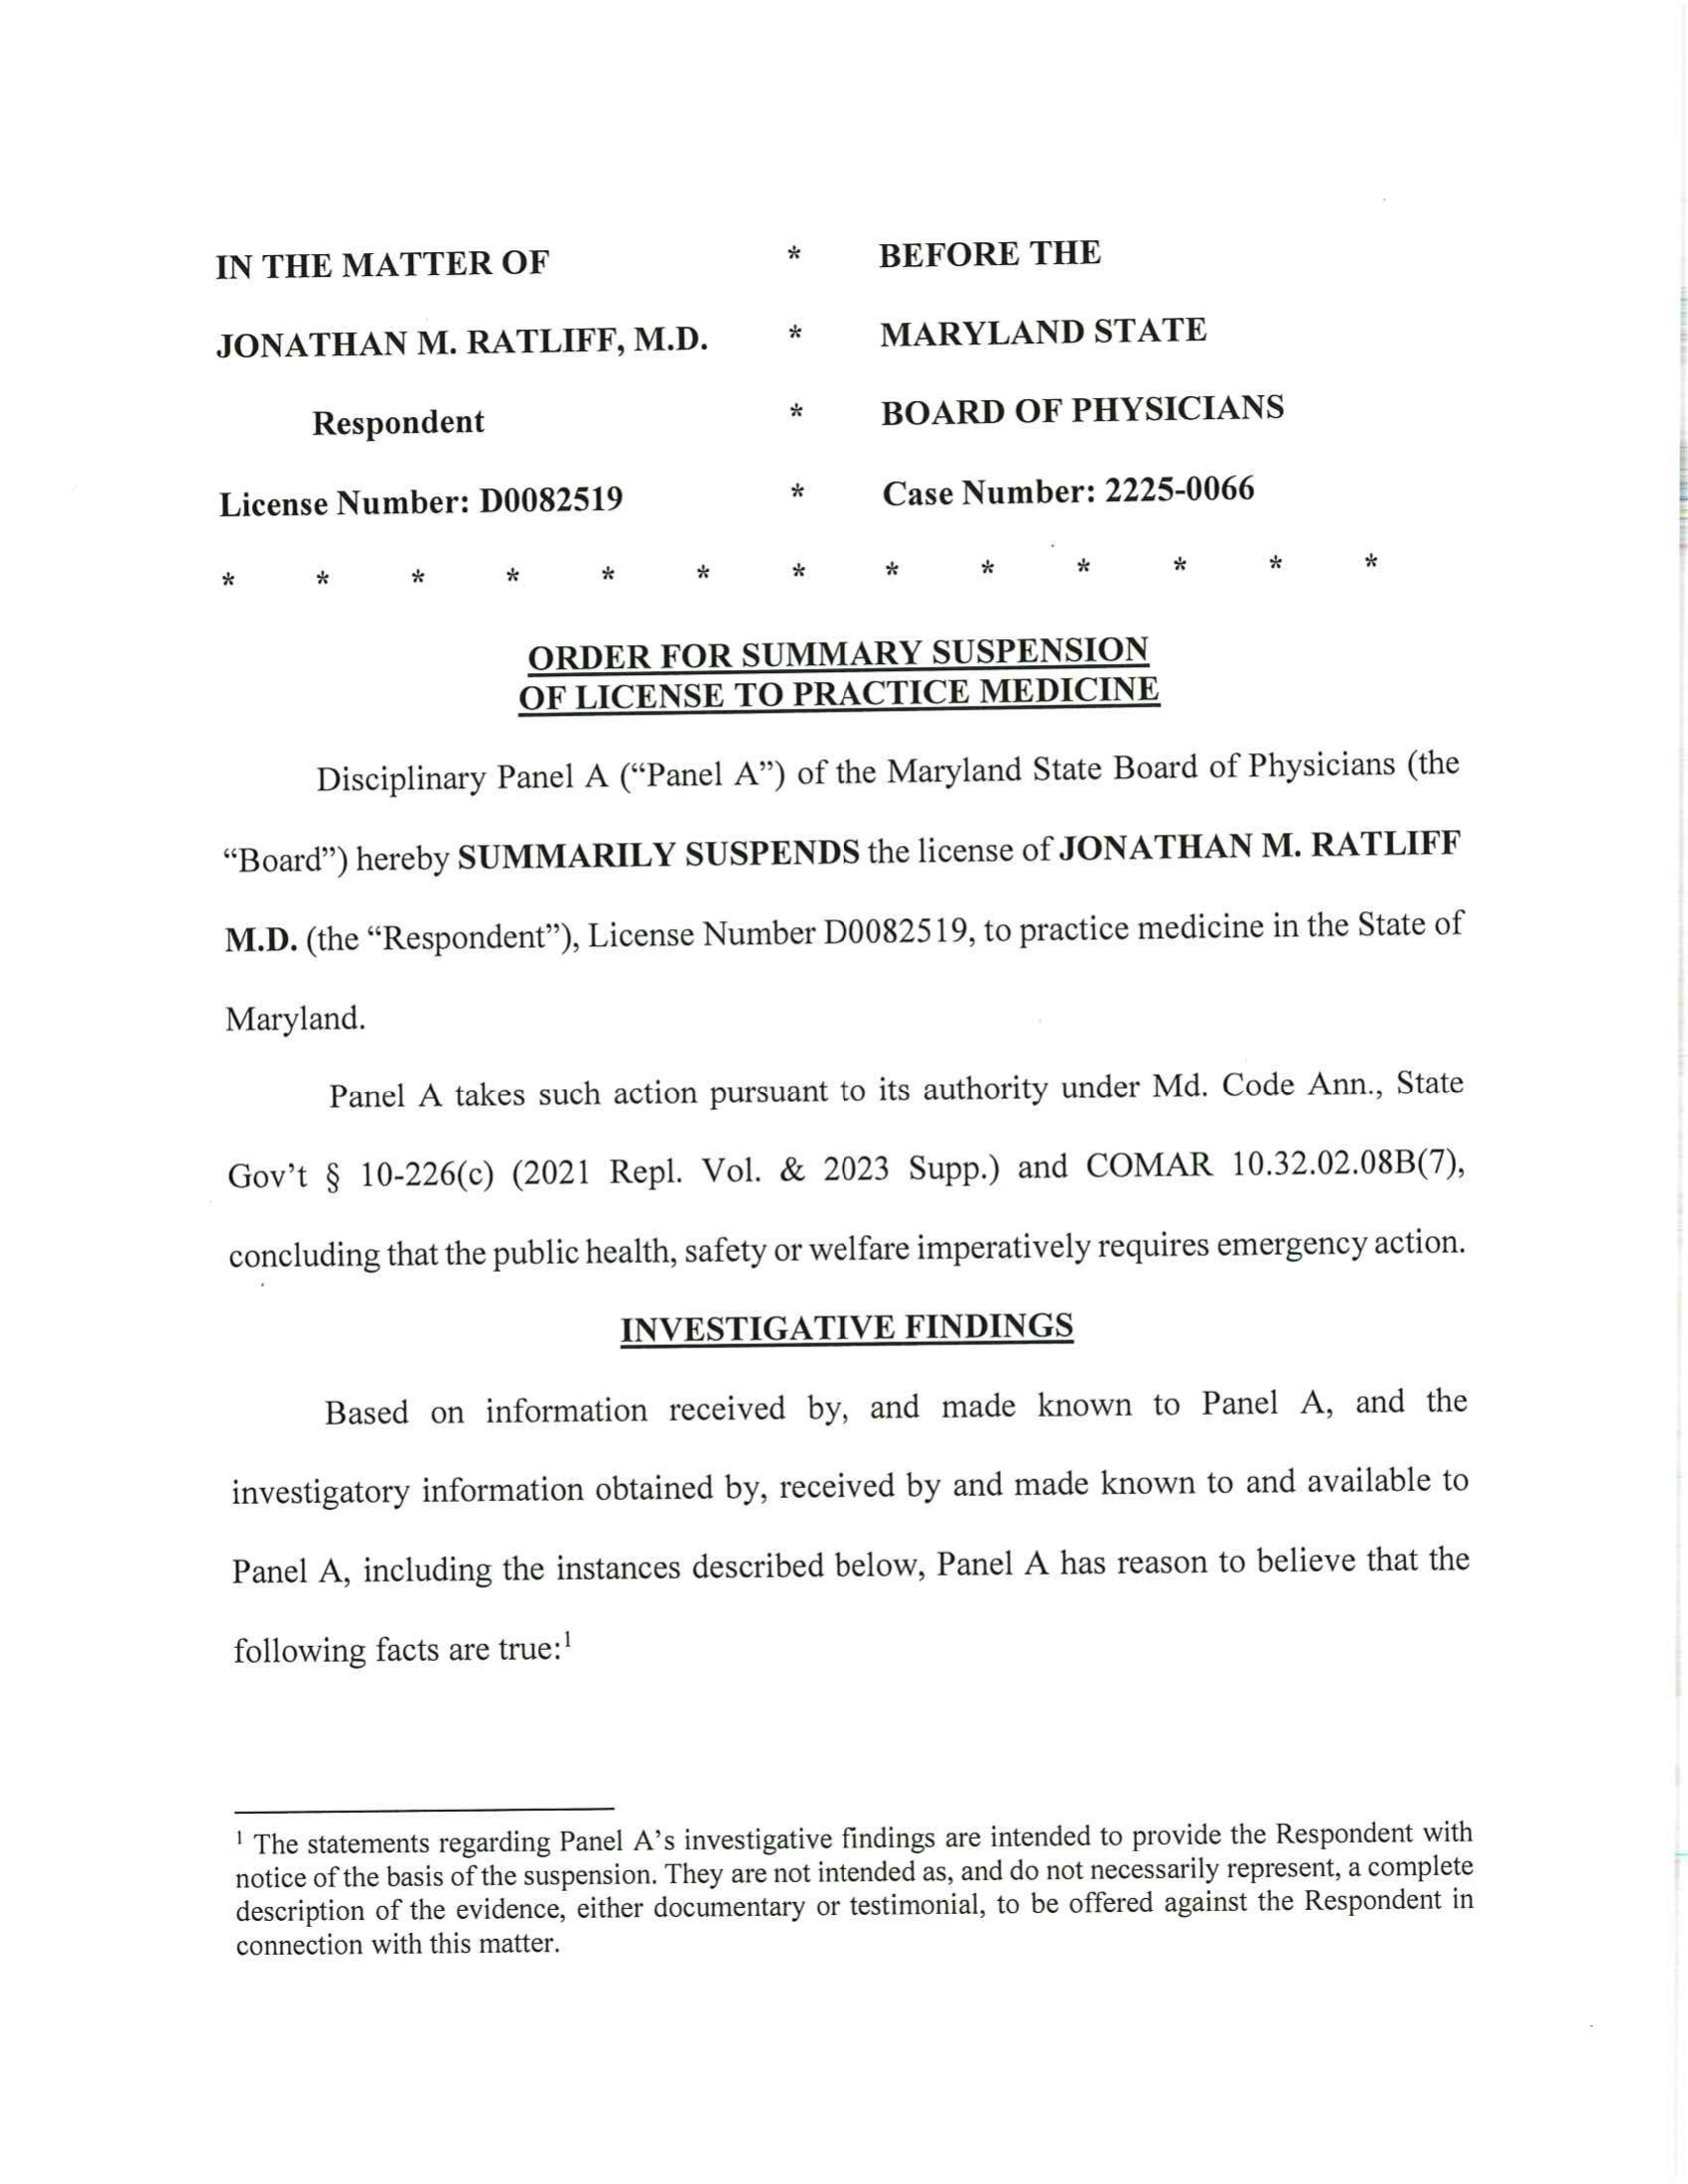 IN THE MATTER OF * BEFORE THE
JONATHAN M. RATLIFF, M.D. * MARYLAND STATE
Respondent * BOARD OF PHYSICIANS
License Number: D0082519 * Case Number: 2225-0066
* * * * * * * * * * * * *
ORDER FOR SUMMARY SUSPENSION
OF LICENSE TO PRACTICE MEDICINE
Disciplinary Panel A (“Panel A”) of the Maryland State Board of Physicians (the
“Board”) hereby SUMMARILY SUSPENDS the license of JONATHAN M. RATLIFF
M.D. (the “Respondent”), License Number D0082519, to practice medicine in the State of
Maryland.
Panel A takes such action pursuant to its authority under Md. Code Ann., State
Gov’t § 10-226(c) (2021 Repl. Vol. & 2023 Supp.) and COMAR 10.32.02.08B(7),
concluding that the public health, safety or welfare imperatively requires emergency action.
INVESTIGATIVE FINDINGS
Based on information received by, and made known to Panel A, and the
investigatory information obtained by, received by and made known to and available to
Panel A, including the instances described below, Panel A has reason to believe that the
following facts are true:1
1 The statements regarding Panel A’s investigative findings are intended to provide the Respondent with
notice of the basis of the suspension. They are not intended as, and do not necessarily represent, a complete
description of the evidence, either documentary or testimonial, to be offered against the Respondent in
connection with this matter.